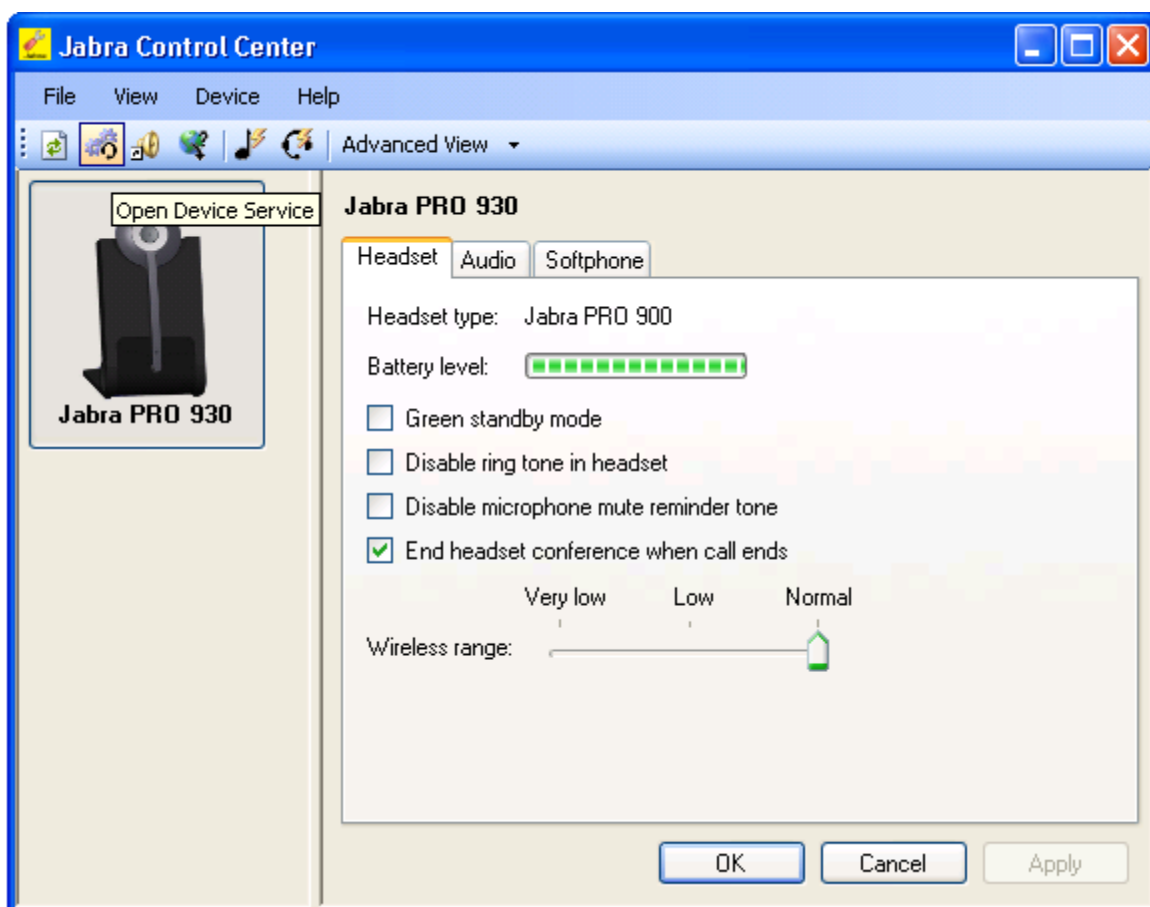 Jabra Control Center
File View Device Help
Advanced View
Open Device Service
Jabra PRO 930
Jabra PRO 930
Headset Audio Softphone
Headset type: Jabra PRO 900
Battery level:
Green standby mode
Disable ring tone in headset
Disable microphone mute reminder tone
End headset conference when call ends
Very low Low Normal
Wireless range:
OK Cancel Apply